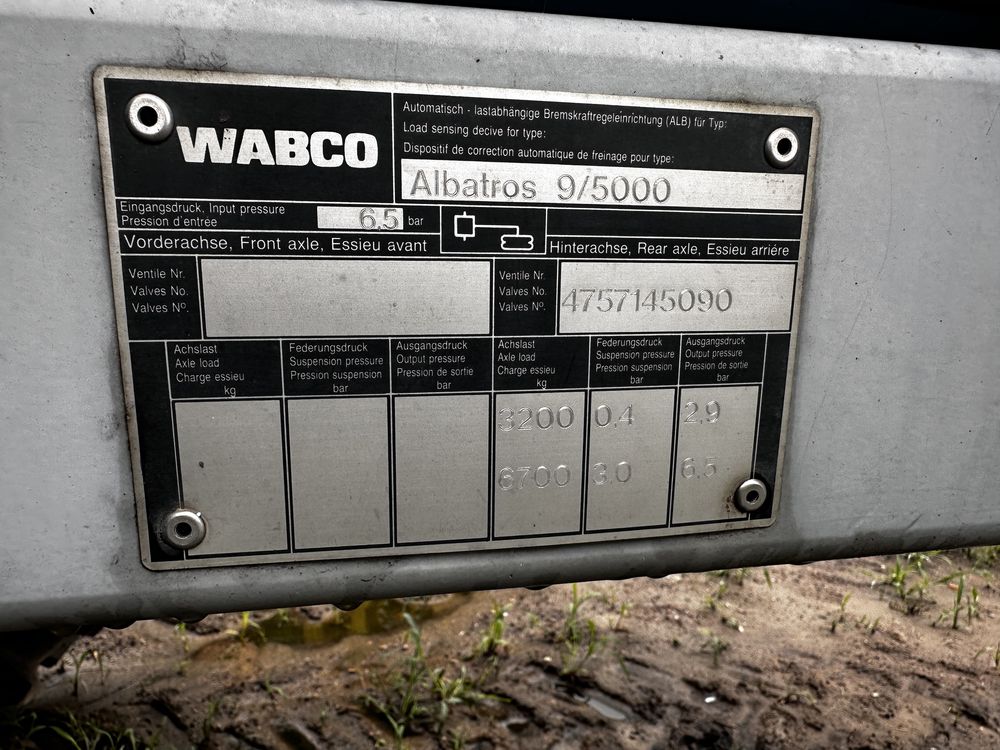 WABCO
Automatisch - lastabhängige Bremskraftregeleinrichtung (ALB) für Typ:
Load sensing decive for type:
Dispositif de correction automatique de freinage pour type:
Albatros 9/5000
Eingangsdruck, Input pressure
Pression d'entrée
6,5 bar
Vorderachse, Front axle, Essieu avant
Hinterachse, Rear axle, Essieu arriére
Ventile Nr.
Valves No.
Valves Nº.
Ventile Nr.
Valves No.
Valves Nº.
4757145090
Achslast
Axle load
Charge essieu
kg
Federungsdruck
Suspension pressure
Pression suspension
bar
Ausgangsdruck
Output pressure
Pression de sortie
bar
Achslast
Axle load
Charge essieu
kg
Federungsdruck
Suspension pressure
Pression suspension
bar
Ausgangsdruck
Output pressure
Pression de sortie
bar
3200 0.4 2,9
6700 3.0 6.5